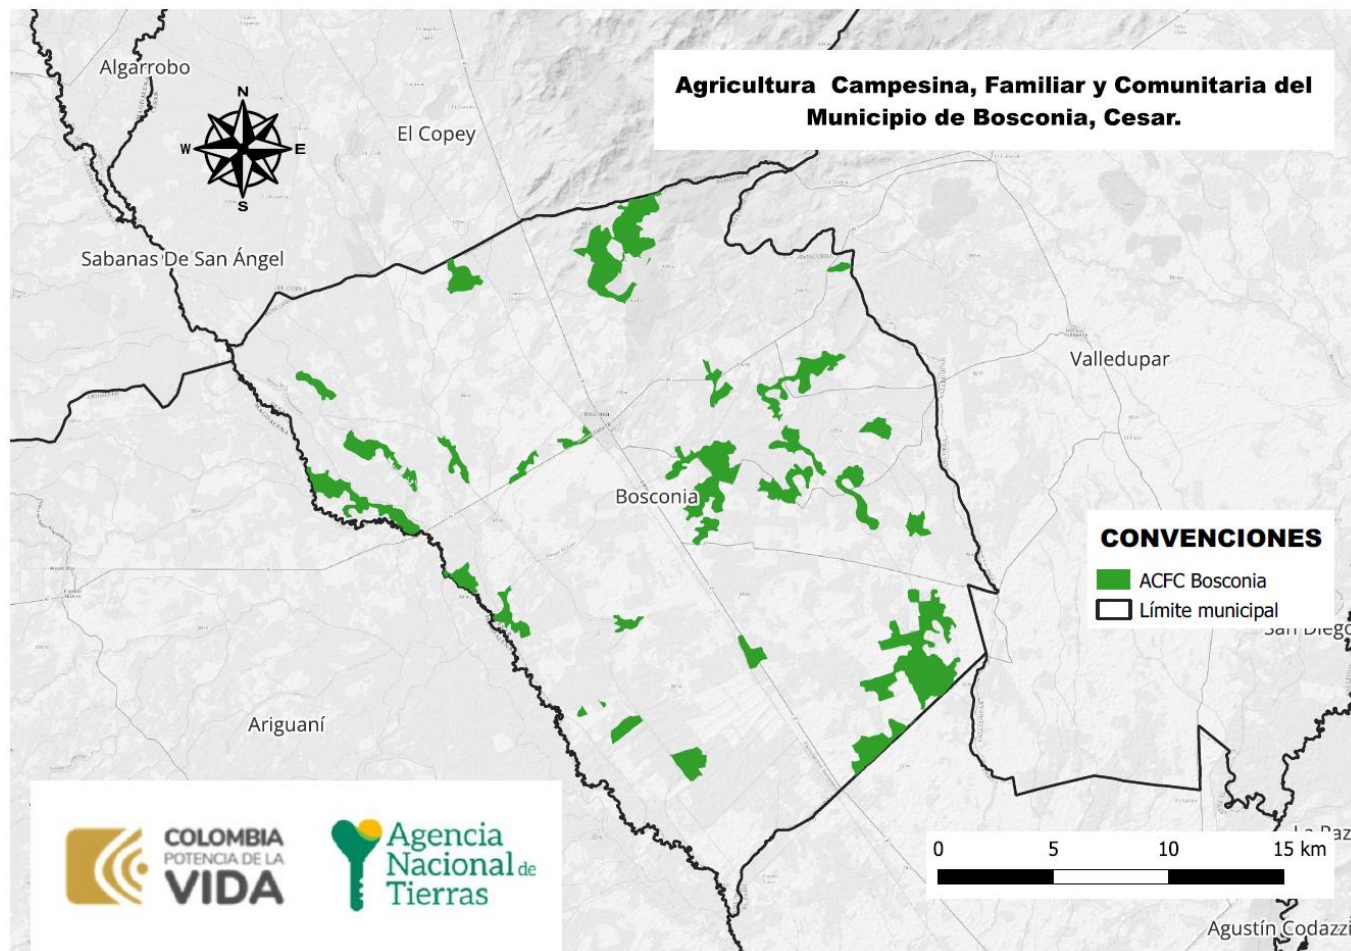 Agricultura Campesina, Familiar y Comunitaria del
Municipio de Bosconia, Cesar.
Algarrobo
N
W
E
S
El Copey
Sabanas De San Ángel
Valledupar
Bosconia
Bosconia
CONVENCIONES
ACFC Bosconia
Límite municipal
San Diego
Ariguaní
COLOMBIA
POTENCIA DE LA
VIDA
Agencia
Nacional de
Tierras
0 5 10 15 km
La Paz
Agustín Codazzi